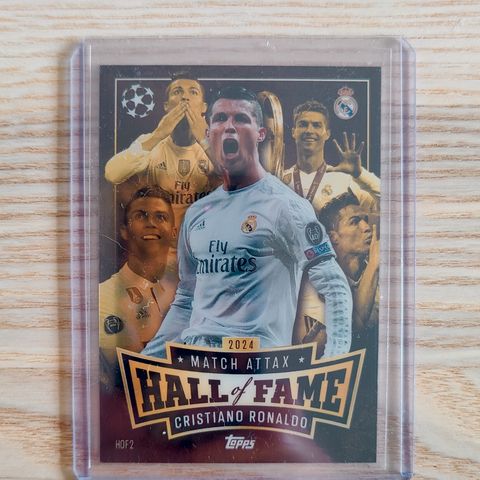 Fly
Emirates
2024
MATCH ATTAX
HALL of FAME
CRISTIANO RONALDO
topps
HOF2